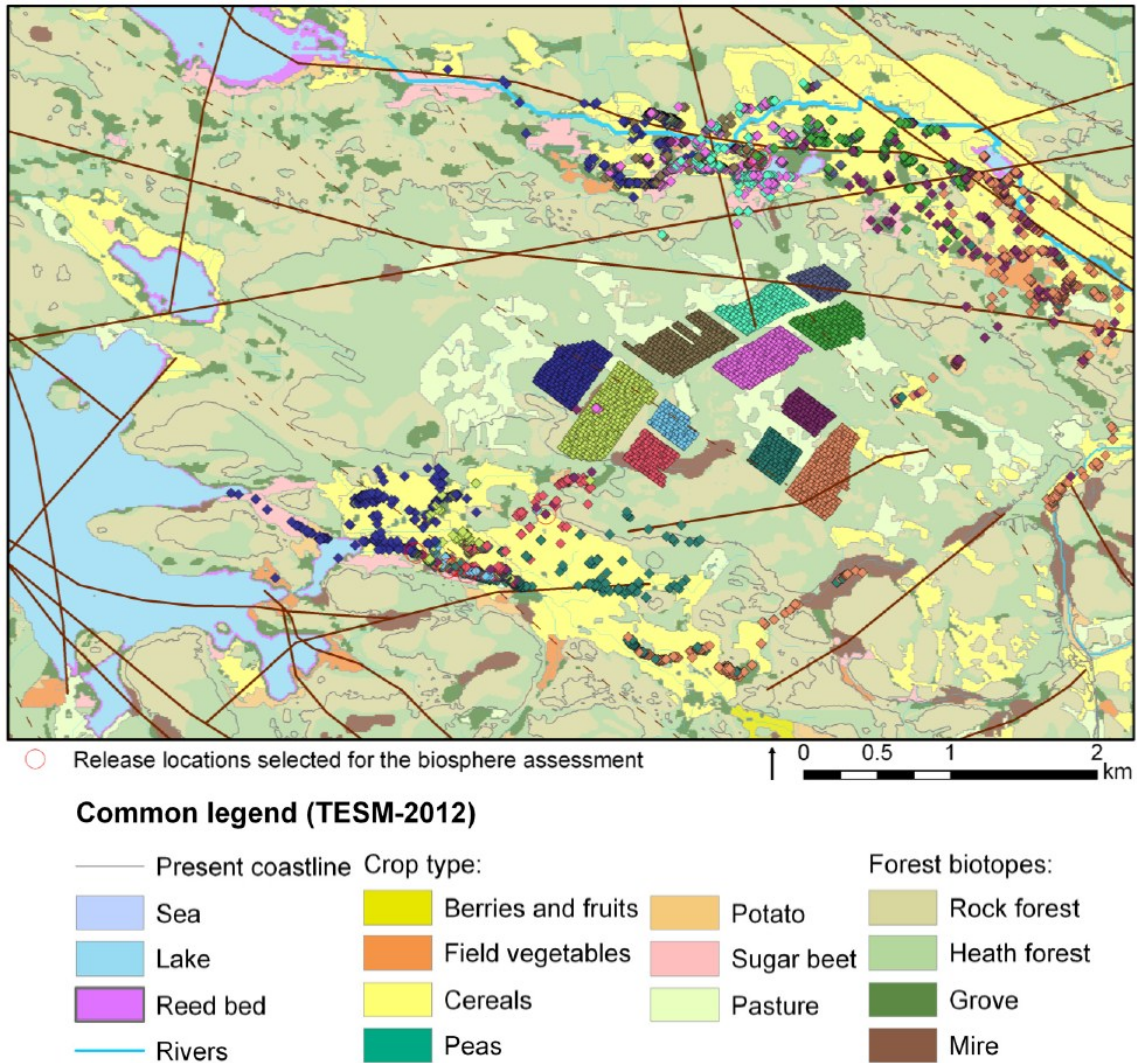 Release locations selected for the biosphere assessment
0 0.5 1 2
km
Common legend (TESM-2012)
Present coastline
Sea
Lake
Reed bed
Rivers
Crop type:
Berries and fruits
Field vegetables
Cereals
Peas
Potato
Sugar beet
Pasture
Forest biotopes:
Rock forest
Heath forest
Grove
Mire